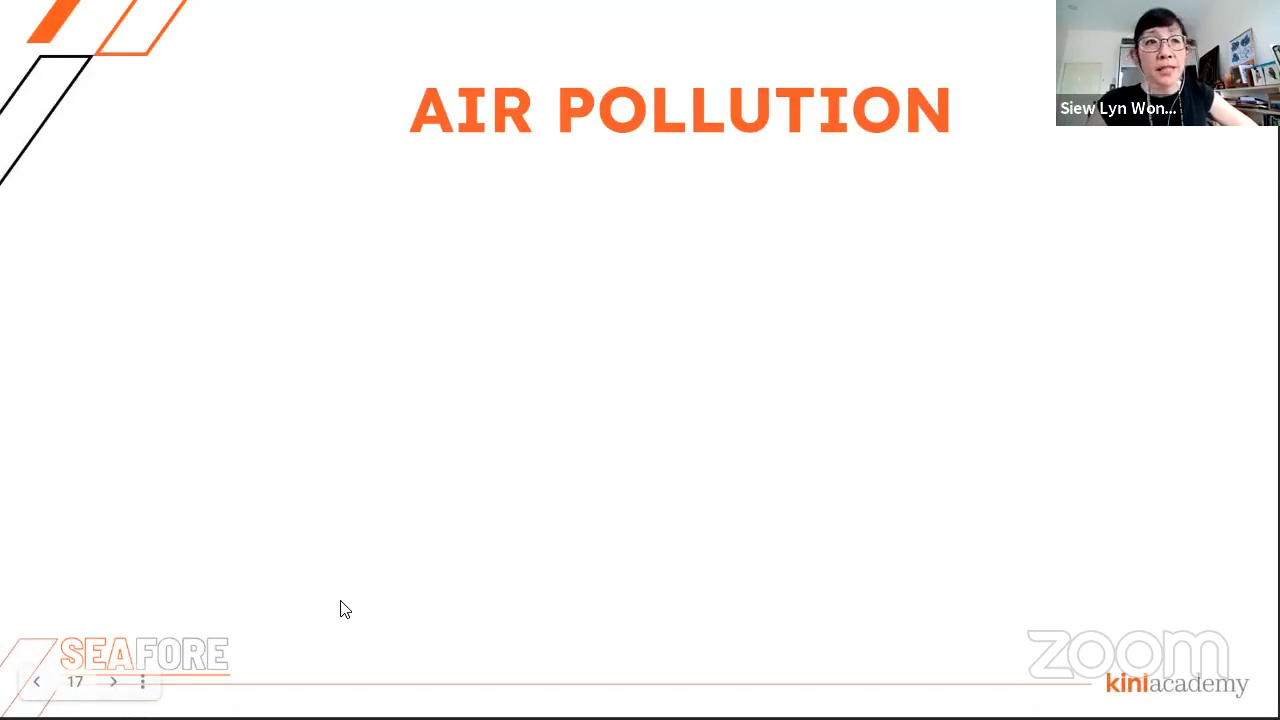 AIR POLLUTION
Siew Lyn Won...
SEAFORE
17
zoom
kiniacademy